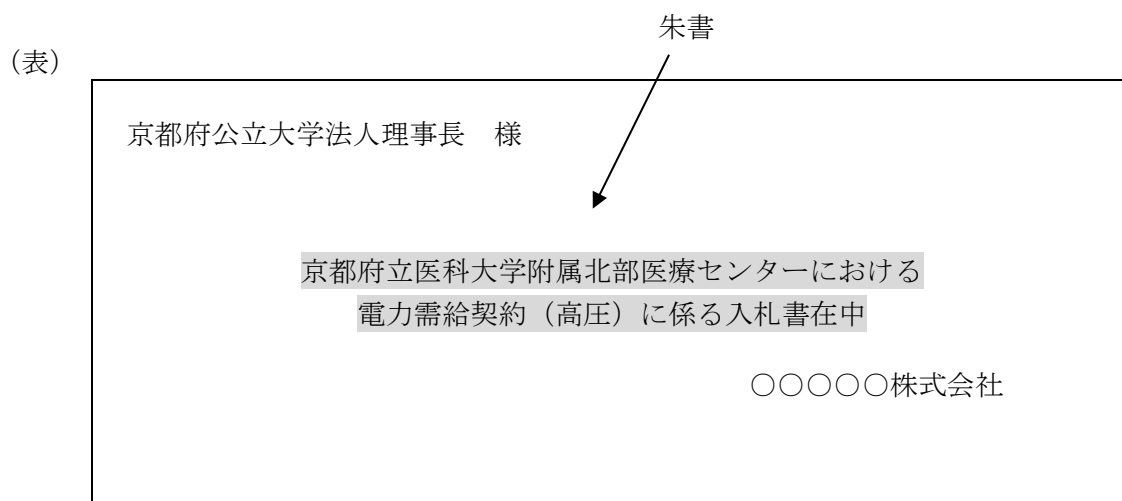 朱書
（表）
京都府公立大学法人理事長　様
京都府立医科大学附属北部医療センターにおける
電力需給契約（高圧）に係る入札書在中
○○○○○株式会社